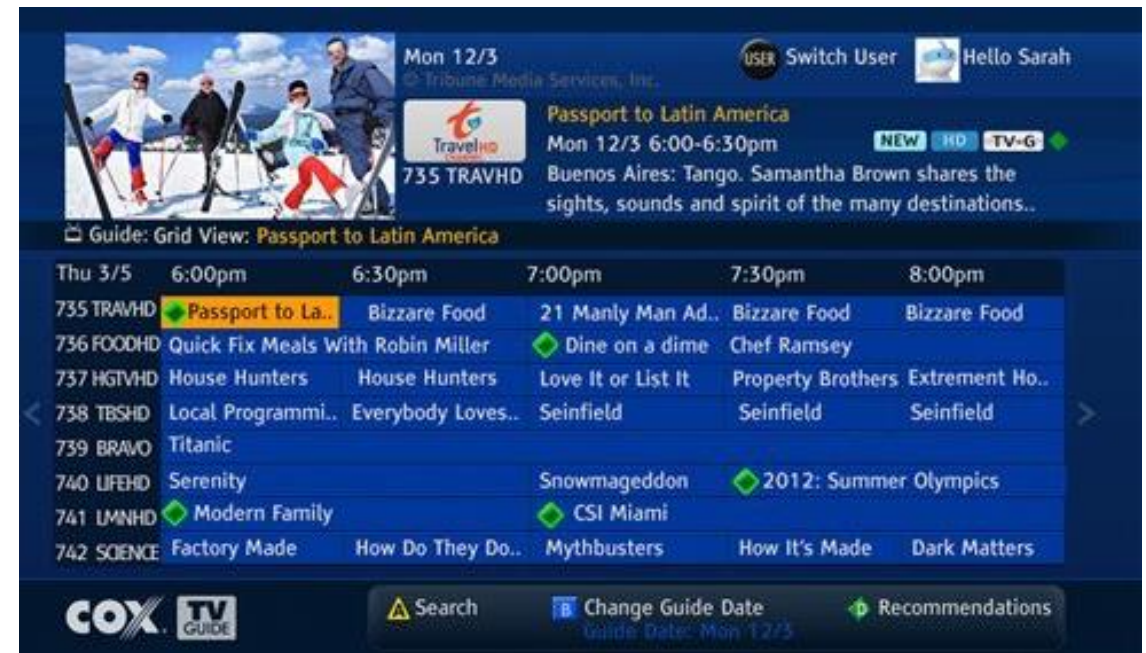 Mon 12/3
© Tribune Media Services, Inc.
USER Switch User Hello Sarah
Travel HD
CHANNEL
735 TRAVHD
Passport to Latin America
Mon 12/3 6:00-6:30pm NEW HD TV-G
Buenos Aires: Tango. Samantha Brown shares the
sights, sounds and spirit of the many destinations..
Guide: Grid View: Passport to Latin America
Thu 3/5 6:00pm 6:30pm 7:00pm 7:30pm 8:00pm
735 TRAVHD Passport to La.. Bizzare Food 21 Manly Man Ad.. Bizzare Food Bizzare Food
736 FOODHD Quick Fix Meals With Robin Miller Dine on a dime Chef Ramsey
737 HGTVHD House Hunters House Hunters Love It or List It Property Brothers Extrement Ho..
738 TBSHD Local Programmi.. Everybody Loves.. Seinfield Seinfield Seinfield
739 BRAVO Titanic
740 LIFEHD Serenity Snowmageddon 2012: Summer Olympics
741 LMNHD Modern Family CSI Miami
742 SCIENCE Factory Made How Do They Do.. Mythbusters How It's Made Dark Matters
COX. TV GUIDE A Search B Change Guide Date D Recommendations
Guide Date: Mon 12/3